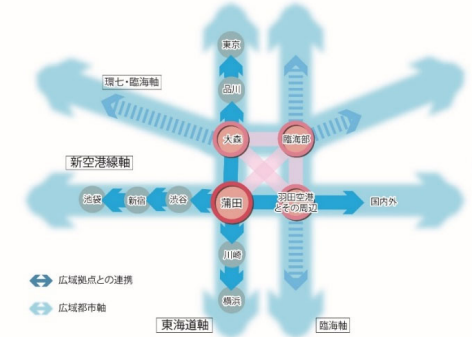 東京
品川
環七・臨海軸
大森
臨海部
新空港線軸
池袋
新宿
渋谷
蒲田
羽田空港
とその周辺
国内外
川崎
広域拠点との連携
横浜
広域都市軸
東海道軸
臨海軸